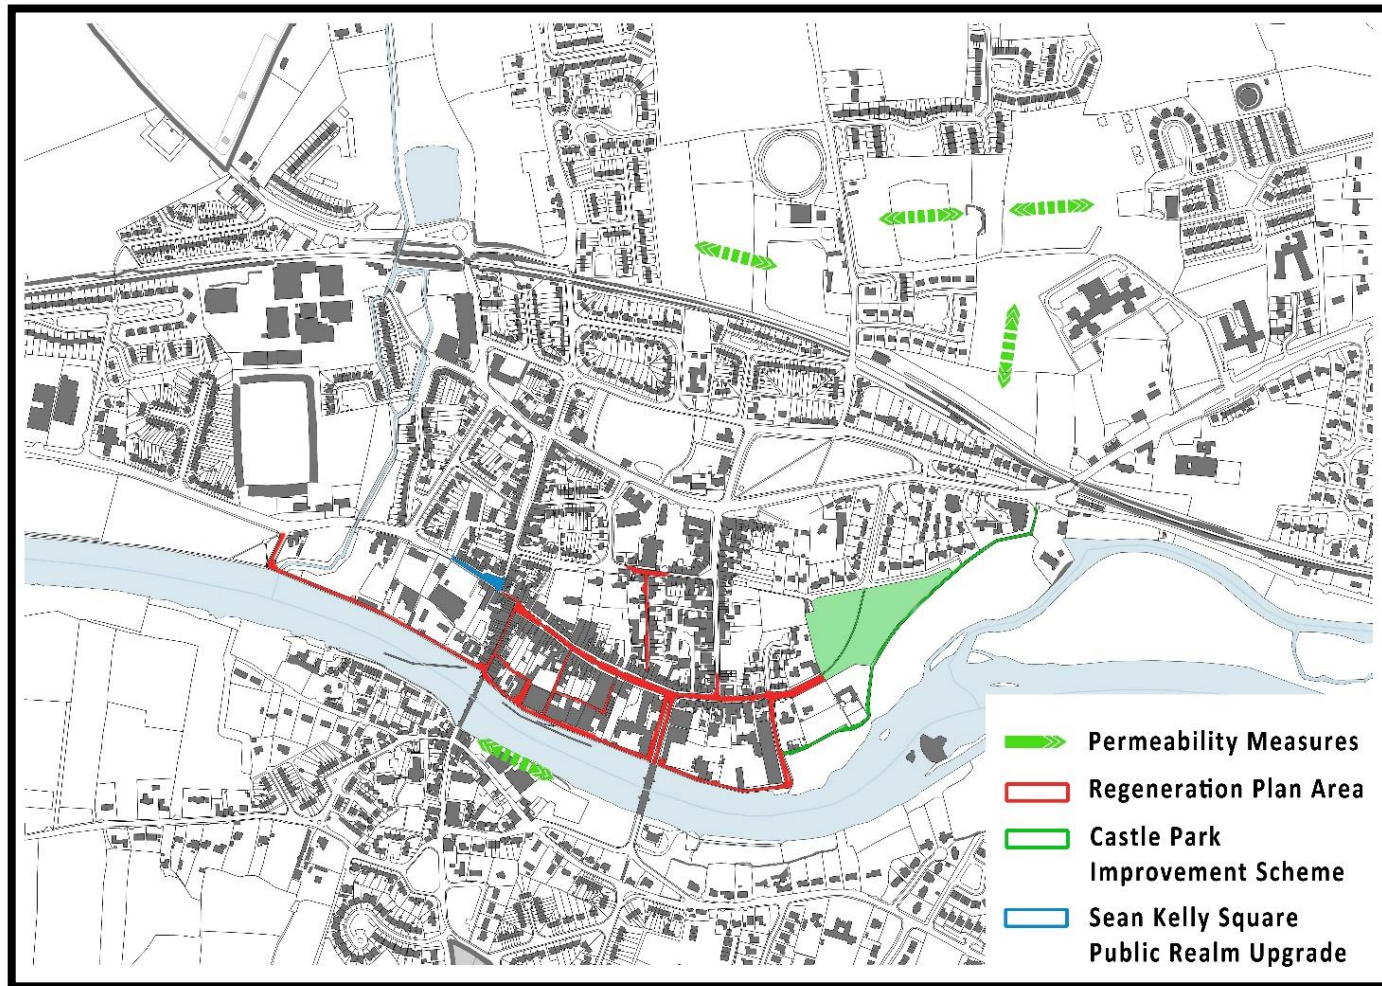 Permeability Measures
Regeneration Plan Area
Castle Park
Improvement Scheme
Sean Kelly Square
Public Realm Upgrade